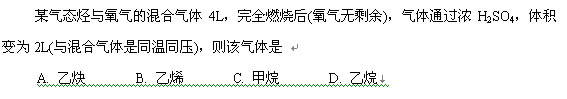 某气态烃与氧气的混合气体 4L，完全燃烧后(氧气无剩余)，气体通过浓 H₂SO₄，体积
变为 2L(与混合气体是同温同压)，则该气体是 ↵
A. 乙炔 B. 乙烯 C. 甲烷 D. 乙烷↓